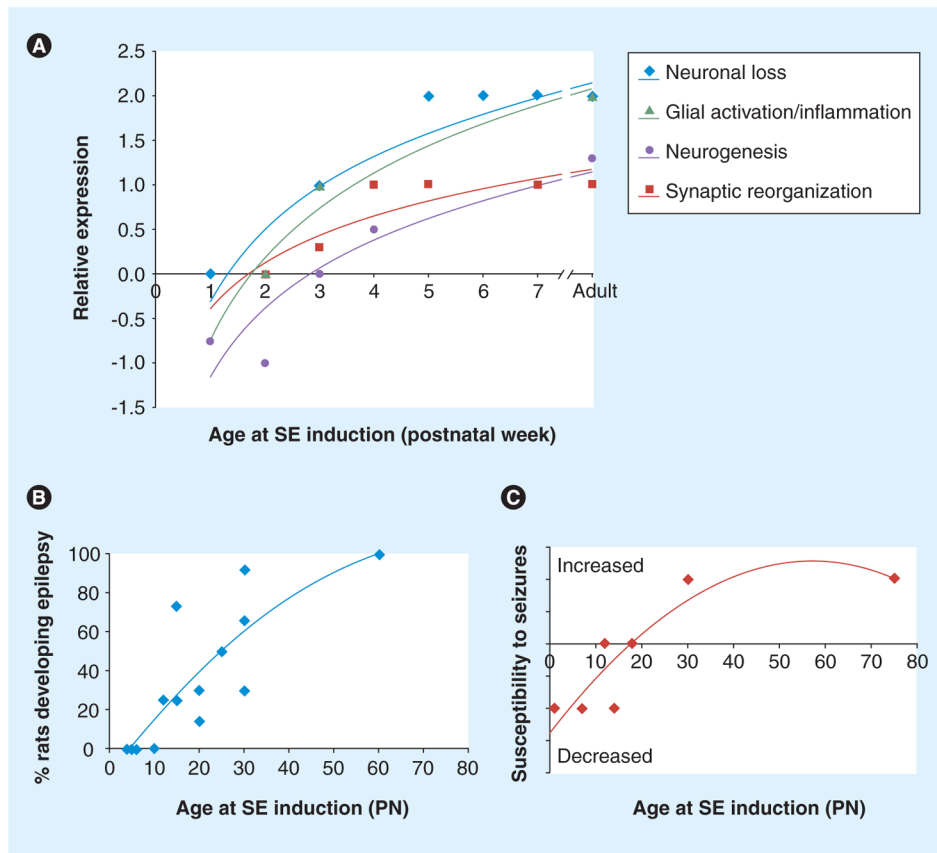 A
2.5
2.0
1.5
1.0
0.5
0.0
-0.5
-1.0
-1.5
Relative expression
0 1 2 3 4 5 6 7 Adult
Age at SE induction (postnatal week)
Neuronal loss
Glial activation/inflammation
Neurogenesis
Synaptic reorganization
B
100
80
60
40
20
0
% rats developing epilepsy
0 10 20 30 40 50 60 70 80
Age at SE induction (PN)
C
Susceptibility to seizures
Increased
0 10 20 30 40 50 60 70 80
Decreased
Age at SE induction (PN)